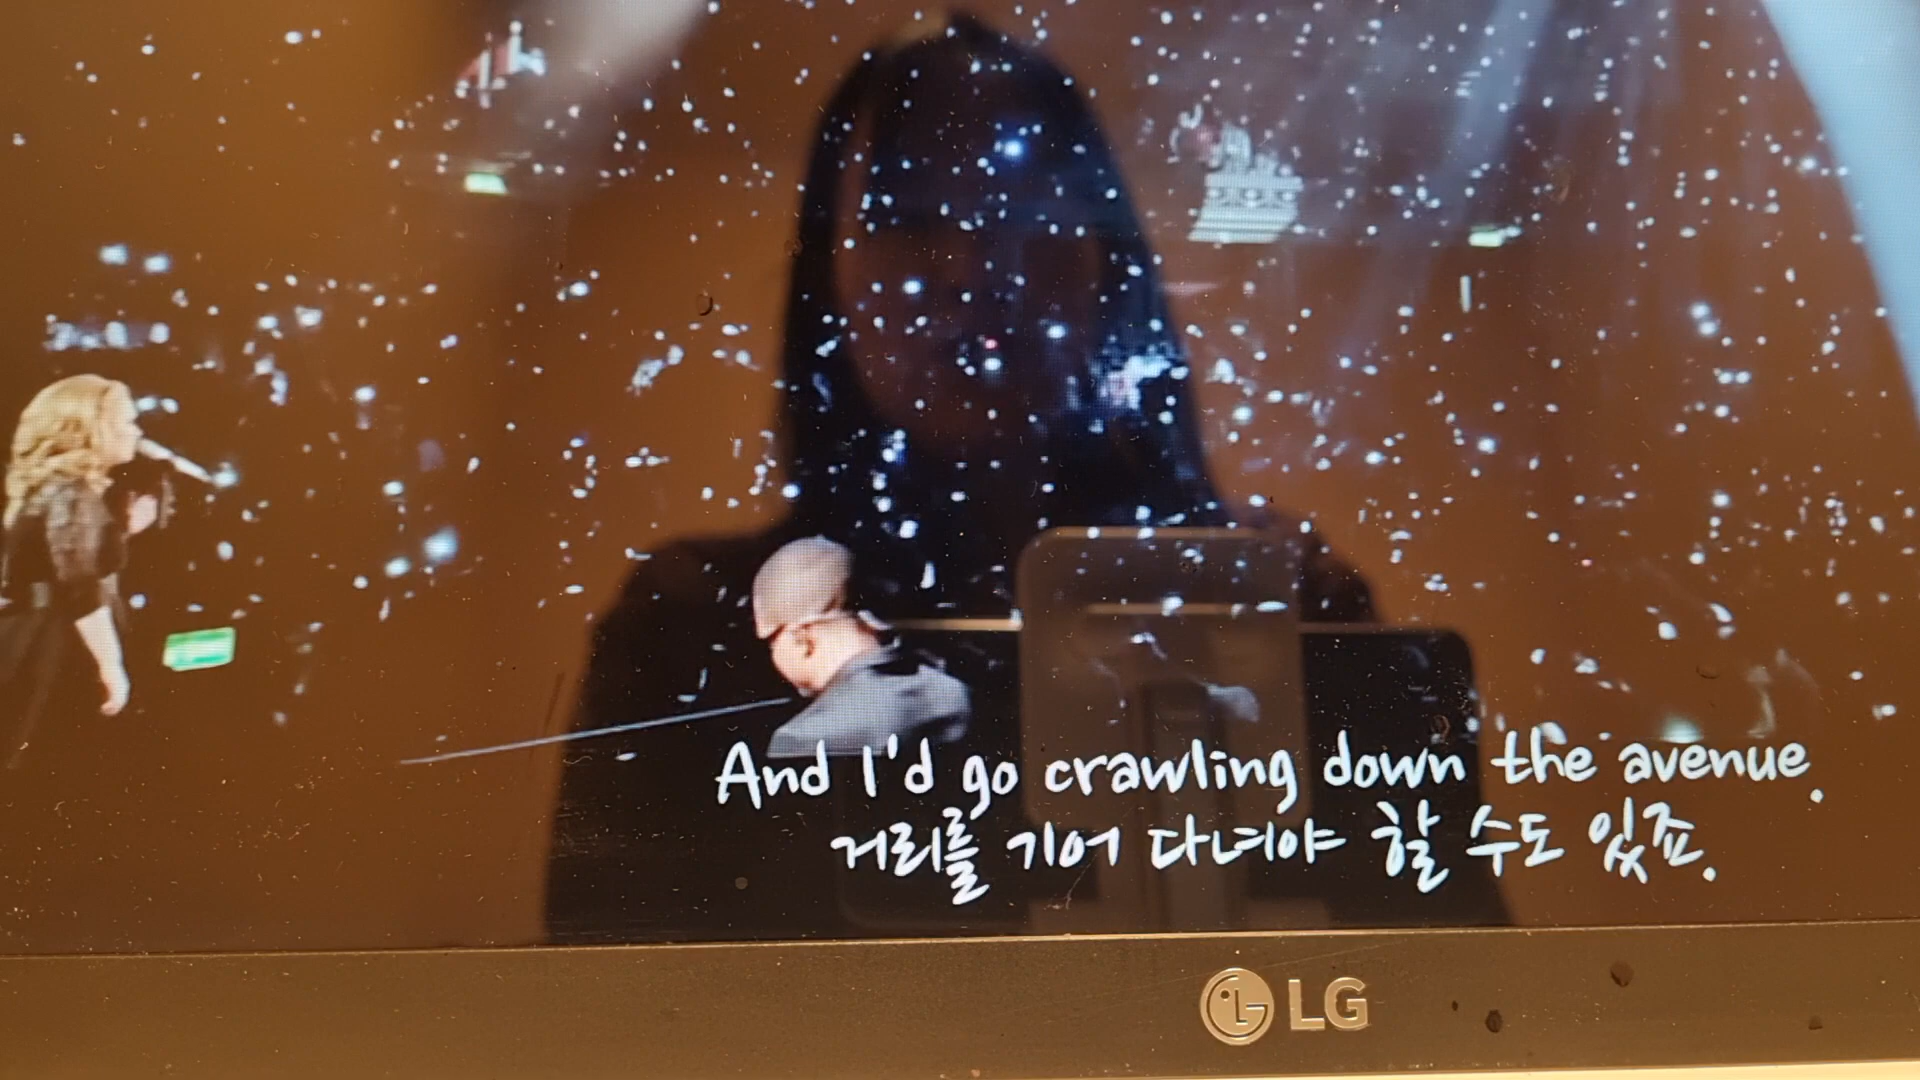 And I'd go crawling down the avenue.
거리를 기어 다녀야 할 수도 있죠.
LG